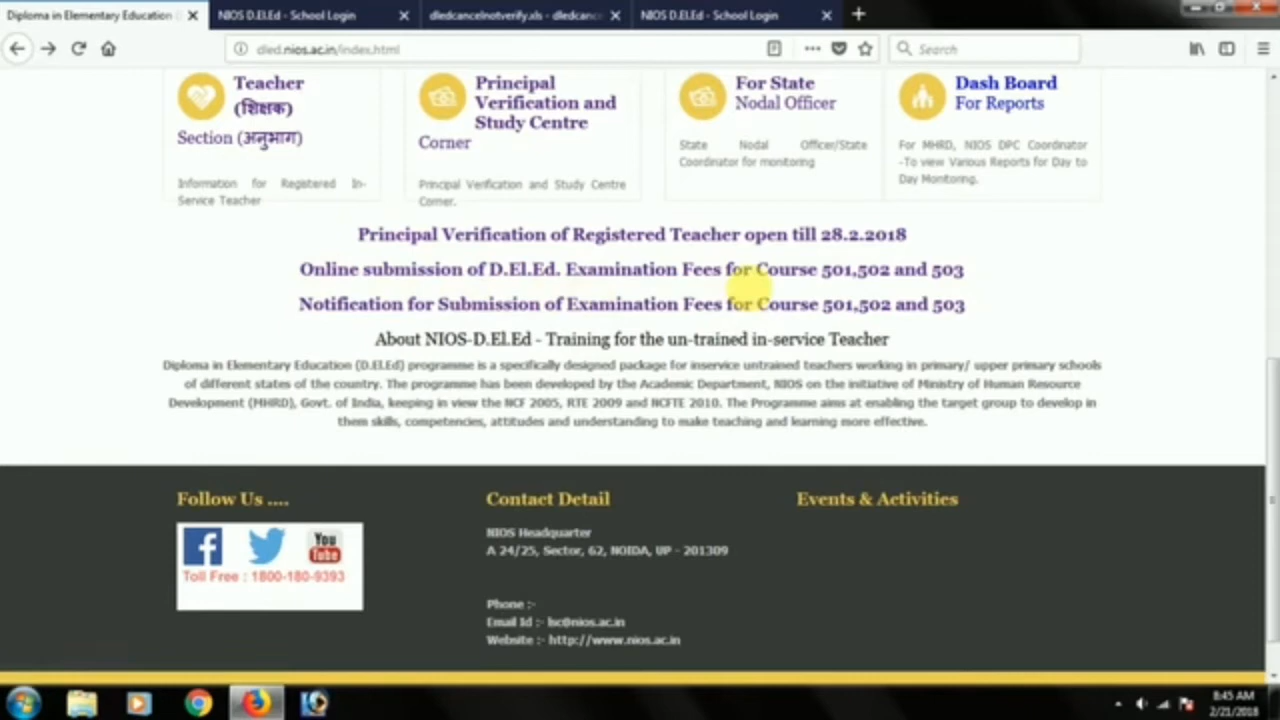 Diploma in Elementary Education (
NIOS D.El.Ed - School Login
dledcancelnotverify.xls - dledcance
NIOS D.El.Ed - School Login
dled.nios.ac.in/index.html
Search
Teacher
(शिक्षक)
Section (अनुभाग)
Information for Registered In-
Service Teacher
Principal
Verification and
Study Centre
Corner
Principal Verification and Study Centre
Corner.
For State
Nodal Officer
State Nodal Officer/State
Coordinator for monitoring
Dash Board
For Reports
For MHRD, NIOS DPC Coordinator
-To view Various Reports for Day to
Day Monitoring.
Principal Verification of Registered Teacher open till 28.2.2018
Online submission of D.El.Ed. Examination Fees for Course 501,502 and 503
Notification for Submission of Examination Fees for Course 501,502 and 503
About NIOS-D.El.Ed - Training for the un-trained in-service Teacher
Diploma in Elementary Education (D.El.Ed) programme is a specifically designed package for inservice untrained teachers working in primary/ upper primary schools
of different states of the country. The programme has been developed by the Academic Department, NIOS on the initiative of Ministry of Human Resource
Development (MHRD), Govt. of India, keeping in view the NCF 2005, RTE 2009 and NCFTE 2010. The Programme aims at enabling the target group to develop in
them skills, competencies, attitudes and understanding to make teaching and learning more effective.
Follow Us ....
You
Tube
Toll Free : 1800-180-9393
Contact Detail
NIOS Headquarter
A 24/25, Sector, 62, NOIDA, UP - 201309
Phone :-
Email Id :- lsc@nios.ac.in
Website :- http://www.nios.ac.in
Events & Activities
8:45 AM
2/21/2018